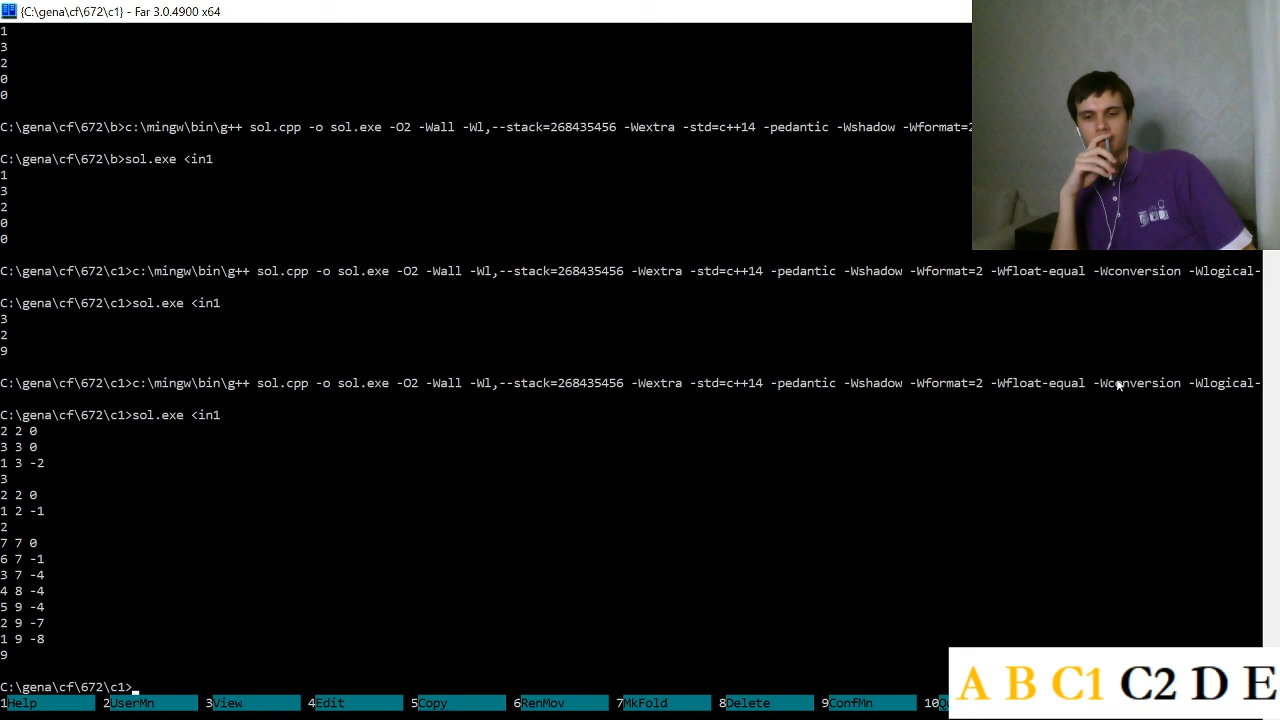 {C:\gena\cf\672\c1} - Far 3.0.4900 x64
1
3
2
0
0
C:\gena\cf\672\b>c:\mingw\bin\g++ sol.cpp -o sol.exe -O2 -Wall -Wl,--stack=268435456 -Wextra -std=c++14 -pedantic -Wshadow -Wformat=2
C:\gena\cf\672\b>sol.exe <in1
1
3
2
0
0
C:\gena\cf\672\c1>c:\mingw\bin\g++ sol.cpp -o sol.exe -O2 -Wall -Wl,--stack=268435456 -Wextra -std=c++14 -pedantic -Wshadow -Wformat=2 -Wfloat-equal -Wconversion -Wlogical-
C:\gena\cf\672\c1>sol.exe <in1
3
2
9
C:\gena\cf\672\c1>c:\mingw\bin\g++ sol.cpp -o sol.exe -O2 -Wall -Wl,--stack=268435456 -Wextra -std=c++14 -pedantic -Wshadow -Wformat=2 -Wfloat-equal -Wconversion -Wlogical-
C:\gena\cf\672\c1>sol.exe <in1
2 2 0
3 3 0
1 3 -2
3
2 2 0
1 2 -1
2
7 7 0
6 7 -1
3 7 -4
4 8 -4
5 9 -4
2 9 -7
1 9 -8
9
C:\gena\cf\672\c1>
1Help 2UserMn 3View 4Edit 5Copy 6RenMov 7MkFold 8Delete 9ConfMn 10
A B C1 C2 D E